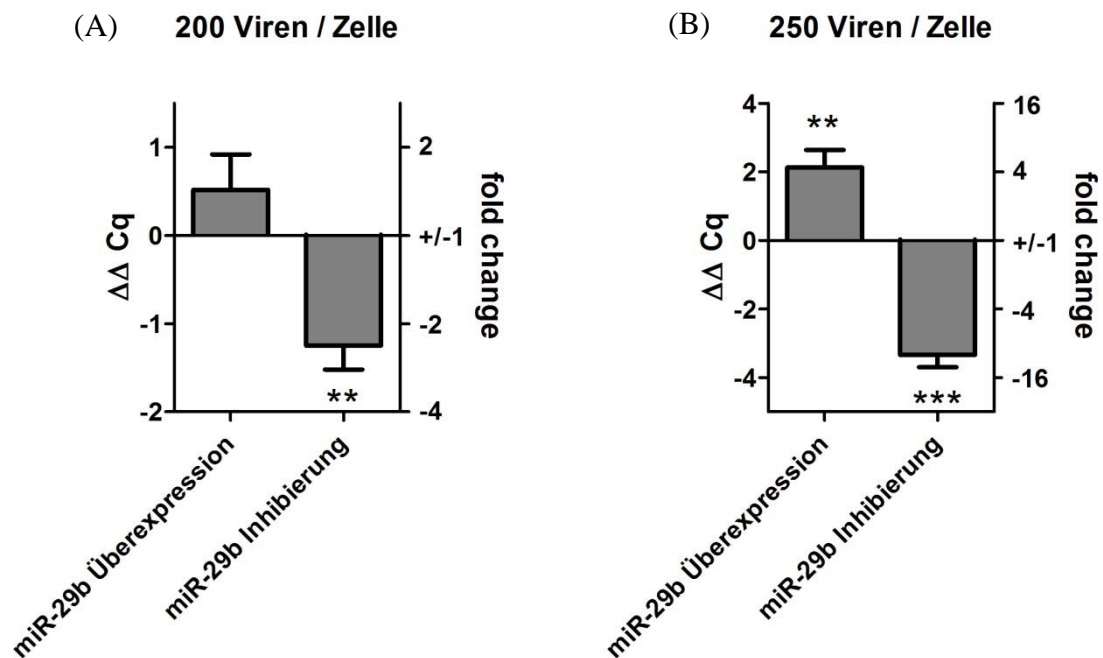 (A) 200 Viren / Zelle
1
0
-1
-2
ΔΔ Cq
2
+/-1
-2
-4
fold change
**
miR-29b Überexpression
miR-29b Inhibierung
(B) 250 Viren / Zelle
4
2
0
-2
-4
ΔΔ Cq
16
4
+/-1
-4
-16
fold change
**
***
miR-29b Überexpression
miR-29b Inhibierung